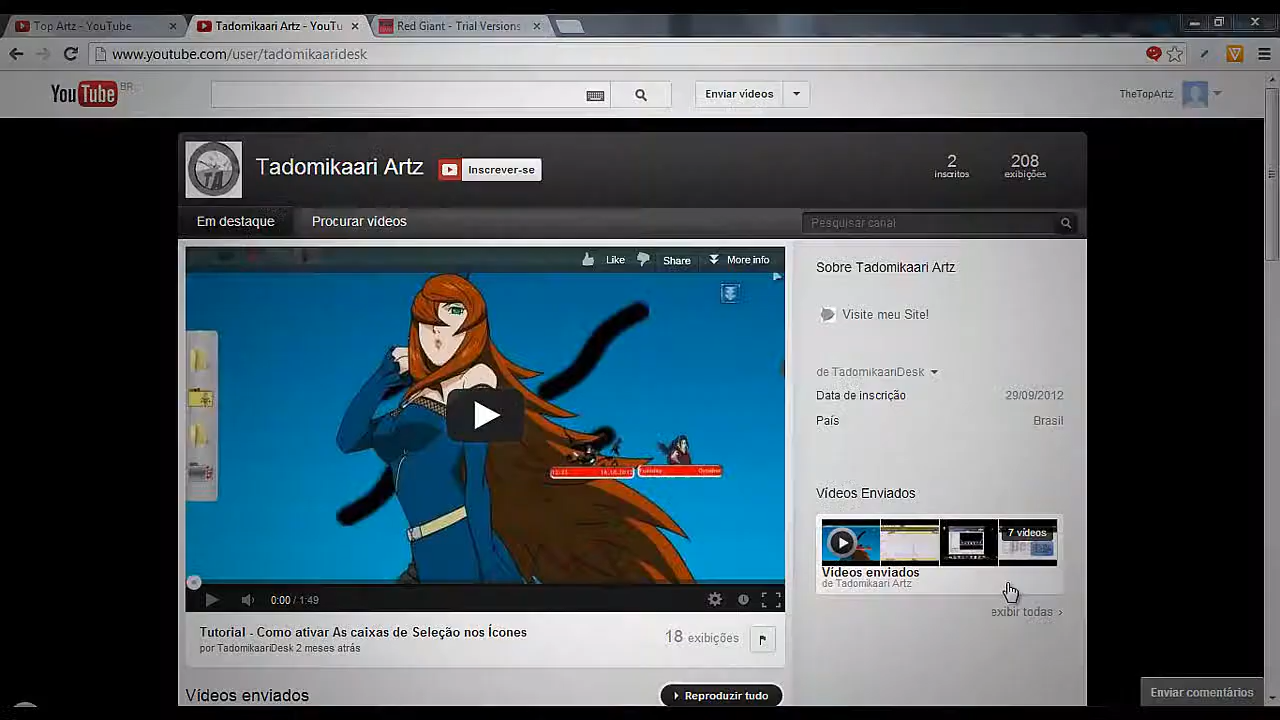 Top Artz - YouTube
Tadomikaari Artz - YouTu
Red Giant - Trial Versions
www.youtube.com/user/tadomikaaridesk
YouTube BR
Enviar vídeos
TheTopArtz
Tadomikaari Artz
Inscrever-se
2
inscritos
208
exibições
Em destaque
Procurar vídeos
Pesquisar canal
Like
Share
More info
Sobre Tadomikaari Artz
Visite meu Site!
de TadomikaariDesk
Data de inscrição
29/09/2012
País
Brasil
Vídeos Enviados
7 vídeos
Vídeos enviados
de Tadomikaari Artz
exibir todas ›
0:00 / 1:49
Tutorial - Como ativar As caixas de Seleção nos Ícones
por TadomikaariDesk 2 meses atrás
18 exibições
Vídeos enviados
Reproduzir tudo
Enviar comentários